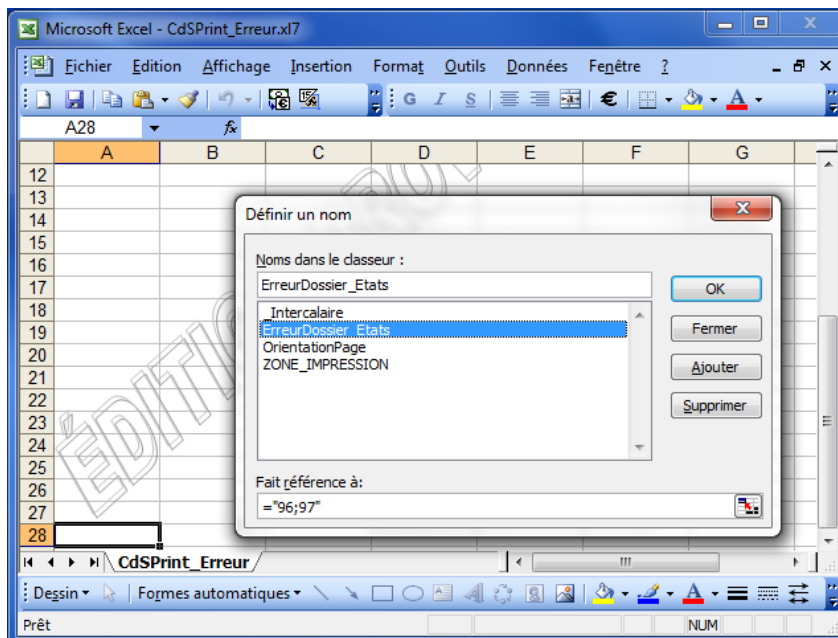 Microsoft Excel - CdSPrint_Erreur.xl7
Fichier Edition Affichage Insertion Format Outils Données Fenêtre ?
G I S €
A28 fx
A B C D E F G
12
13
14
15
16
17
18
19
20
21
22
23
24
25
26
27
28
ÉDITIO
Définir un nom
Noms dans le classeur :
ErreurDossier_Etats
_Intercalaire
ErreurDossier_Etats
OrientationPage
ZONE_IMPRESSION
OK
Fermer
Ajouter
Supprimer
Fait référence à:
="96;97"
CdSPrint_Erreur
Dessin Formes automatiques
Prêt NUM